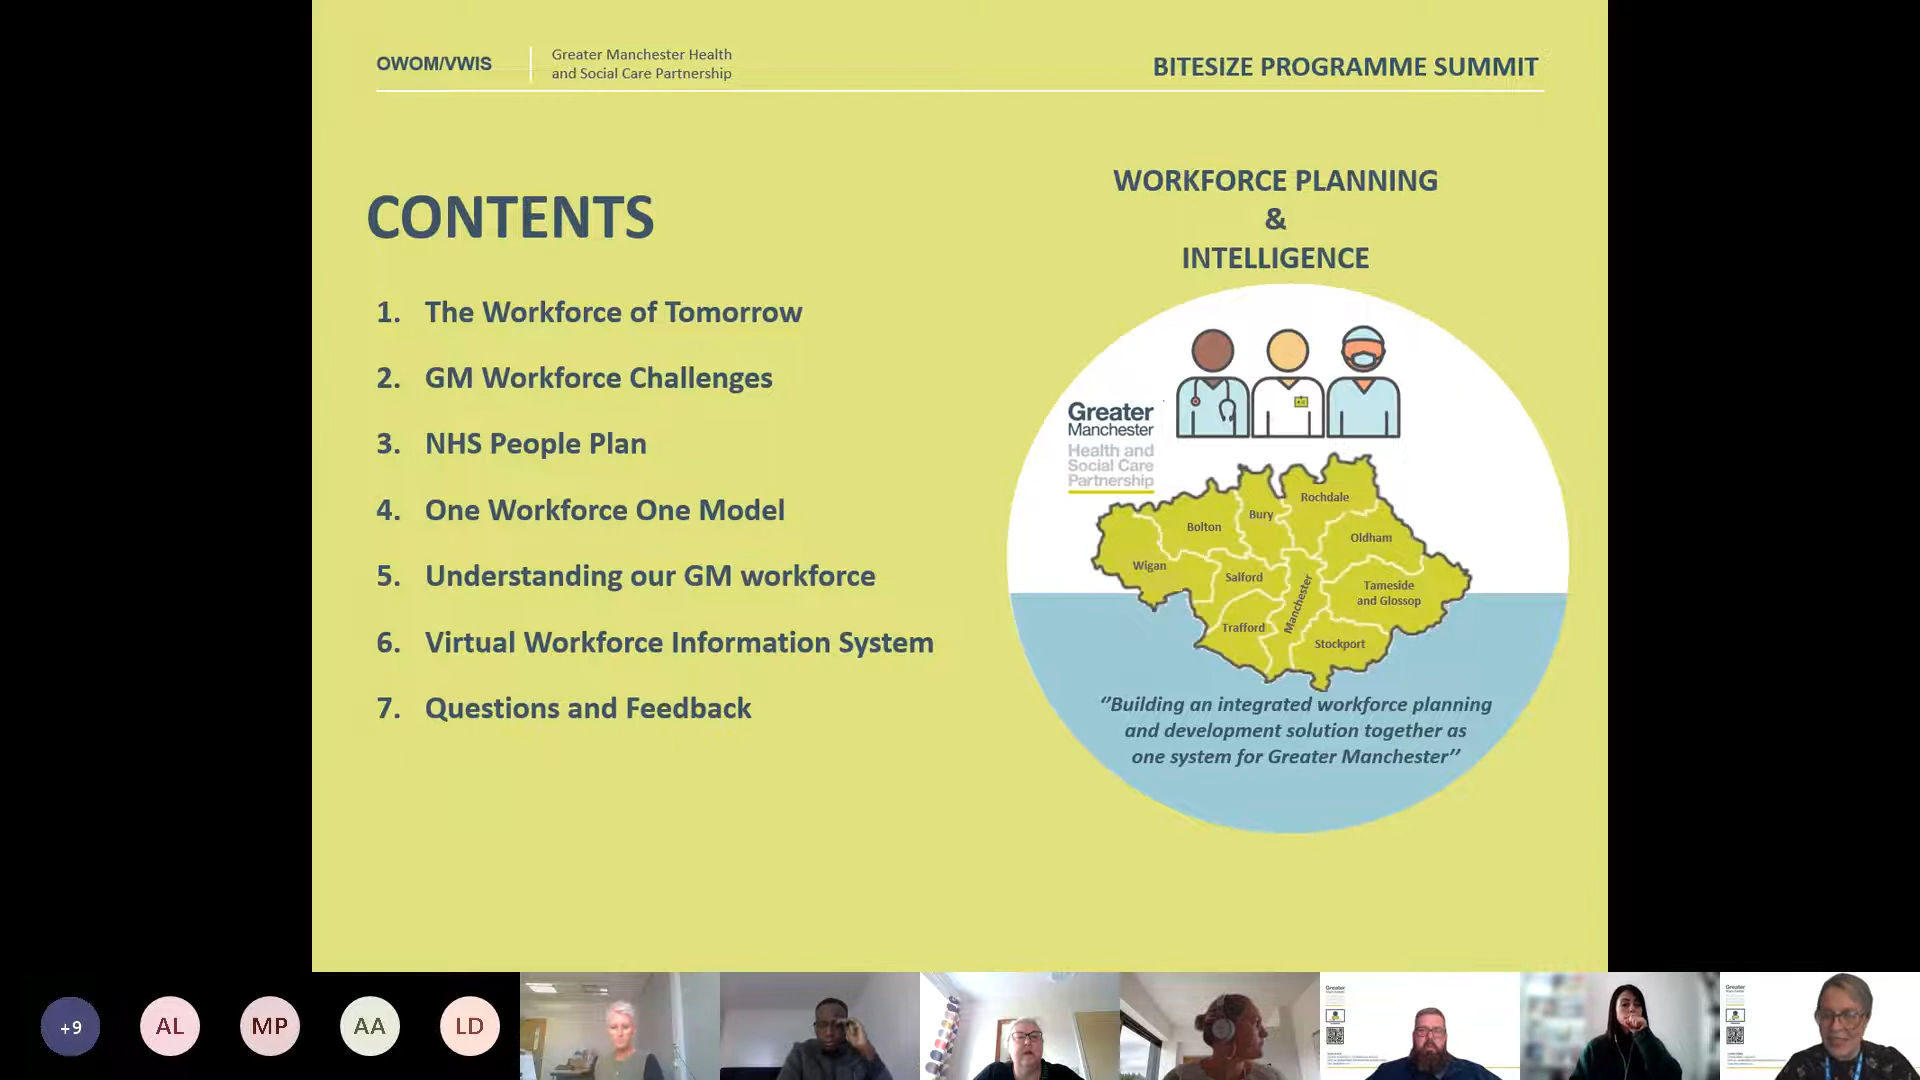 OWOM/VWIS
Greater Manchester Health
and Social Care Partnership
BITESIZE PROGRAMME SUMMIT
CONTENTS
1. The Workforce of Tomorrow
2. GM Workforce Challenges
3. NHS People Plan
4. One Workforce One Model
5. Understanding our GM workforce
6. Virtual Workforce Information System
7. Questions and Feedback
WORKFORCE PLANNING
&
INTELLIGENCE
Greater
Manchester
Health and
Social Care
Partnership
Rochdale
Bury
Bolton
Oldham
Wigan
Salford
Manchester
Tameside
and Glossop
Trafford
Stockport
‘’Building an integrated workforce planning
and development solution together as
one system for Greater Manchester’’
+9
AL
MP
AA
LD